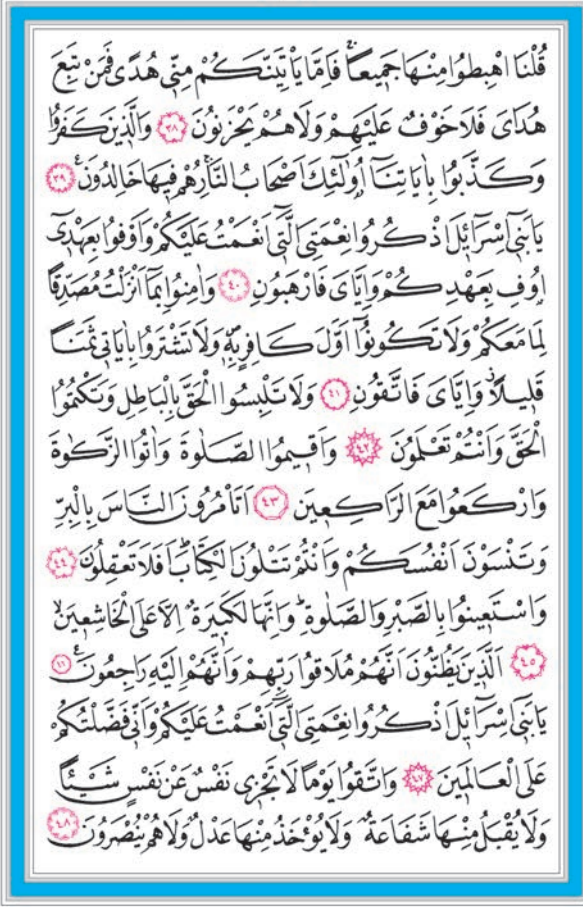 قُلْنَا اهْبِطُوا مِنْهَا جَمٖيعاًۚ فَاِمَّا يَاْتِيَنَّكُمْ مِنّٖى هُدًى فَمَنْ تَبِعَ
هُدَاىَ فَلَا خَوْفٌ عَلَيْهِمْ وَلَا هُمْ يَحْزَنُونَ ﴿٣٨﴾ وَالَّذٖينَ كَفَرُوا
وَكَذَّبُوا بِاٰيَاتِنَٓا اُو۬لٰٓئِكَ اَصْحَابُ النَّارِۚ هُمْ فٖيهَا خَالِدُونَ۟ ﴿٣٩﴾
يَا بَنٖٓى اِسْرَٓائٖلَ اذْكُرُوا نِعْمَتِىَ الَّتٖٓى اَنْعَمْتُ عَلَيْكُمْ وَاَوْفُوا بِعَهْدٖٓى
اُو۫فِ بِعَهْدِكُمْ وَاِيَّاىَ فَارْهَبُونِ ﴿٤٠﴾ وَاٰمِنُوا بِمَٓا اَنْزَلْتُ مُصَدِّقاً
لِمَا مَعَكُمْ وَلَا تَكُونُٓوا اَوَّلَ كَافِرٍ بِهٖۖ وَلَا تَشْتَرُوا بِاٰيَاتٖى ثَمَناً
قَلٖيلاًۘ وَاِيَّاىَ فَاتَّقُونِ ﴿٤١﴾ وَلَا تَلْبِسُوا الْحَقَّ بِالْبَاطِلِ وَتَكْتُمُوا
الْحَقَّ وَاَنْتُمْ تَعْلَمُونَ ﴿٤٢﴾ وَاَقٖيمُوا الصَّلٰوةَ وَاٰتُوا الزَّكٰوةَ
وَارْكَعُوا مَعَ الرَّاكِعٖينَ ﴿٤٣﴾ اَتَاْمُرُونَ النَّاسَ بِالْبِرِّ
وَتَنْسَوْنَ اَنْفُسَكُمْ وَاَنْتُمْ تَتْلُونَ الْكِتَابَۜ اَفَلَا تَعْقِلُونَ ﴿٤٤﴾
وَاسْتَعٖينُوا بِالصَّبْرِ وَالصَّلٰوةِۜ وَاِنَّهَا لَكَبٖيرَةٌ اِلَّا عَلَى الْخَاشِعٖينَۙ
﴿٤٥﴾ اَلَّذٖينَ يَظُنُّونَ اَنَّهُمْ مُلَاقُوا رَبِّهِمْ وَاَنَّهُمْ اِلَيْهِ رَاجِعُونَ۟ ﴿٤٦﴾
يَا بَنٖٓى اِسْرَٓائٖلَ اذْكُرُوا نِعْمَتِىَ الَّتٖٓى اَنْعَمْتُ عَلَيْكُمْ وَاَنّٖى فَضَّلْتُكُمْ
عَلَى الْعَالَمٖينَ ﴿٤٧﴾ وَاتَّقُوا يَوْماً لَا تَجْزٖى نَفْسٌ عَنْ نَفْسٍ شَيْـٔاً
وَلَا يُقْبَلُ مِنْهَا شَفَاعَةٌ وَلَا يُؤْخَذُ مِنْهَا عَدْلٌ وَلَا هُمْ يُنْصَرُونَ ﴿٤٨﴾